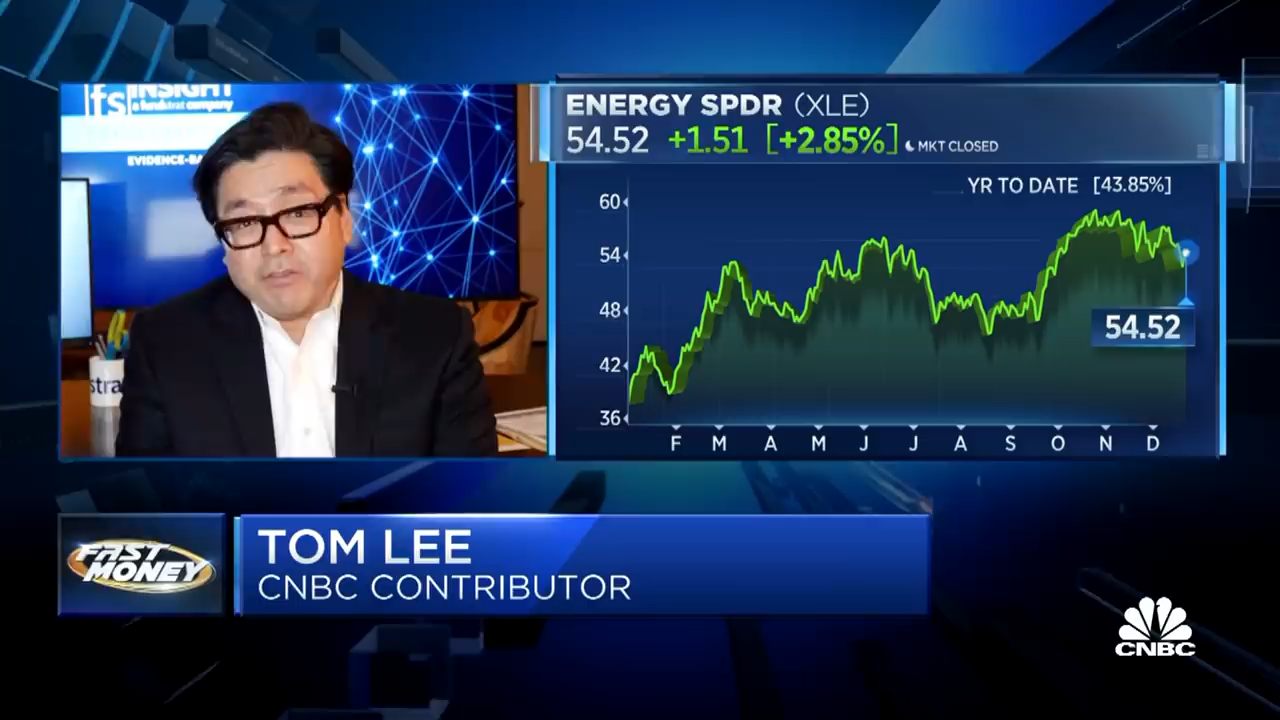 fs INSIGHT
a fundstrat company
EVIDENCE-BA
strat
ENERGY SPDR (XLE)
54.52 +1.51 [+2.85%] MKT CLOSED
YR TO DATE [43.85%]
60
54
48
42
36
54.52
F M A M J J A S O N D
FAST
MONEY
TOM LEE
CNBC CONTRIBUTOR
CNBC